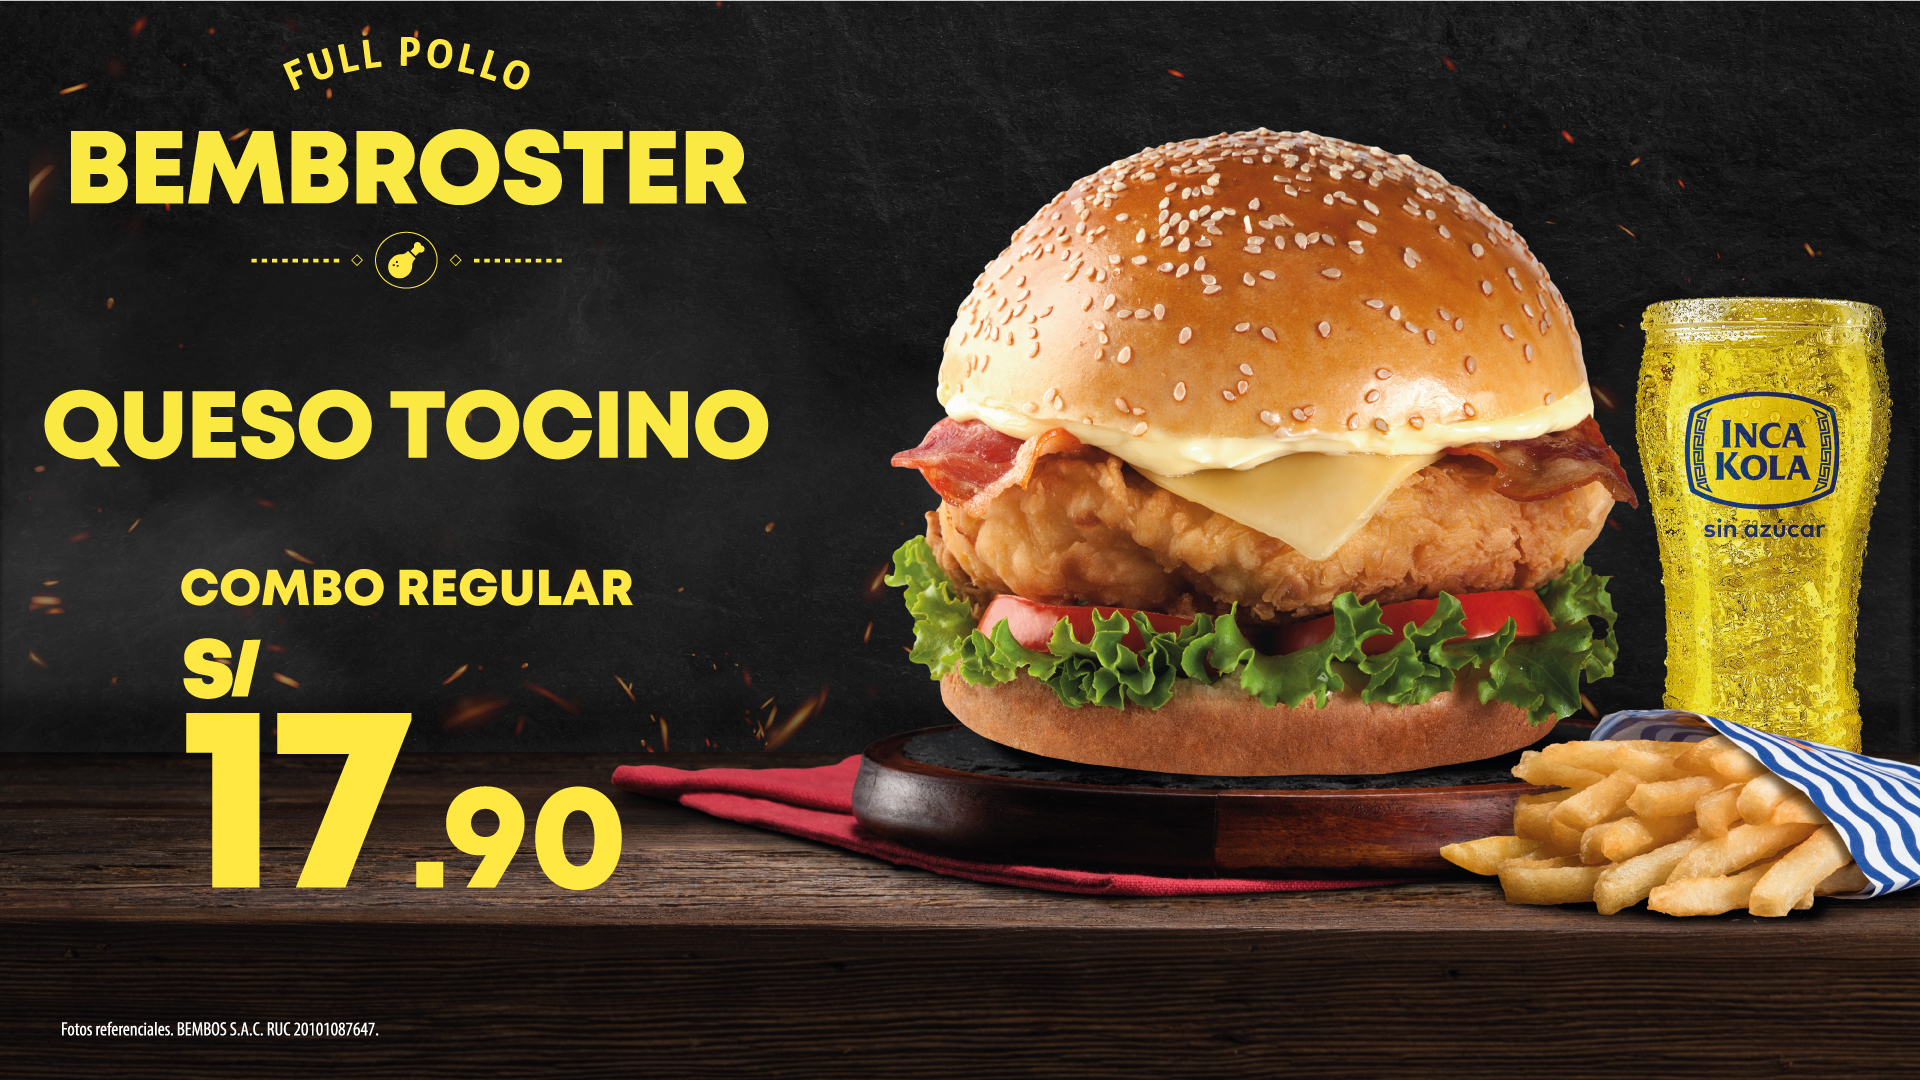 FULL POLLO
BEMBROSTER
QUESO TOCINO
COMBO REGULAR
S/
17.90
INCA
KOLA
sin azúcar
Fotos referenciales. BEMBOS S.A.C. RUC 20101087647.